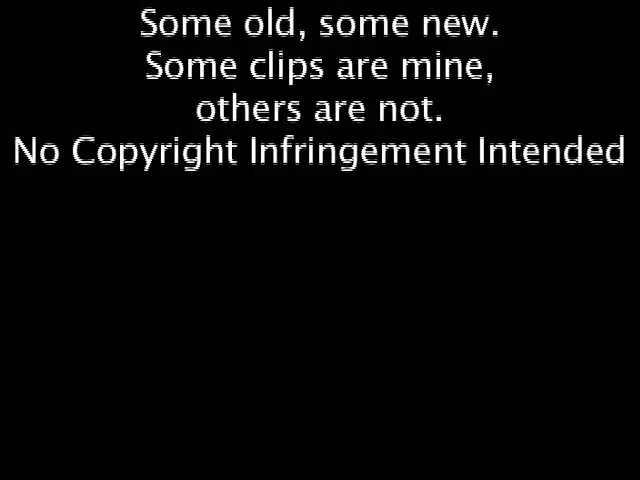 Some old, some new.
Some clips are mine,
others are not.
No Copyright Infringement Intended